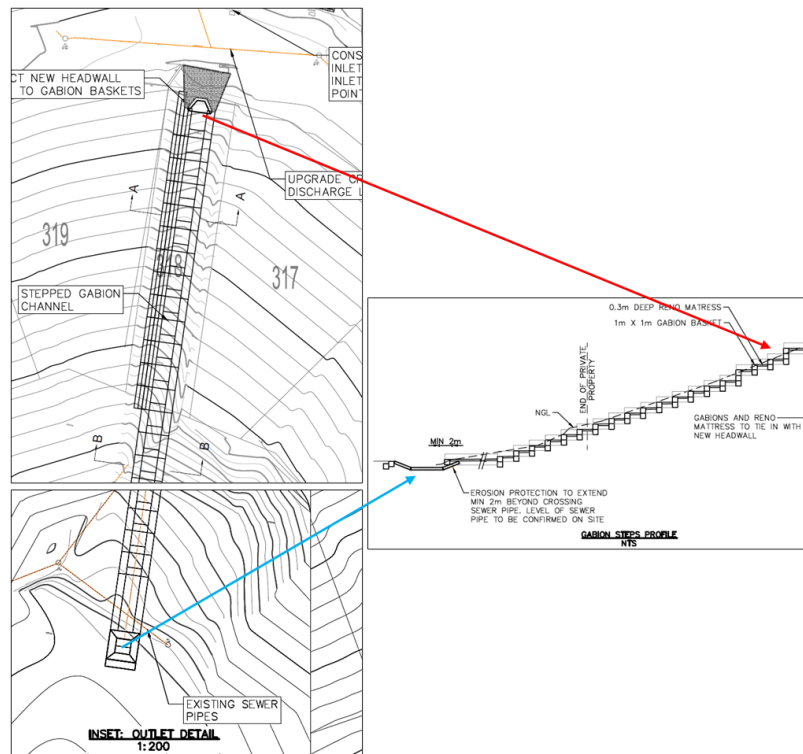 CONS
INLET
INLET
POINT
CT NEW HEADWALL
TO GABION BASKETS
UPGRADE
DISCHARGE L
A
A
319
318
317
STEPPED GABION
CHANNEL
B
B
EXISTING SEWER
PIPES
INSET: OUTLET DETAIL
1:200
0.3m DEEP RENO MATRESS
1m X 1m GABION BASKET
END OF PRIVATE
PROPERTY
NGL
GABIONS AND RENO
MATTRESS TO TIE IN WITH
NEW HEADWALL
MIN 2m
EROSION PROTECTION TO EXTEND
MIN 2m BEYOND CROSSING
SEWER PIPE. LEVEL OF SEWER
PIPE TO BE CONFIRMED ON SITE
GABION STEPS PROFILE
NTS